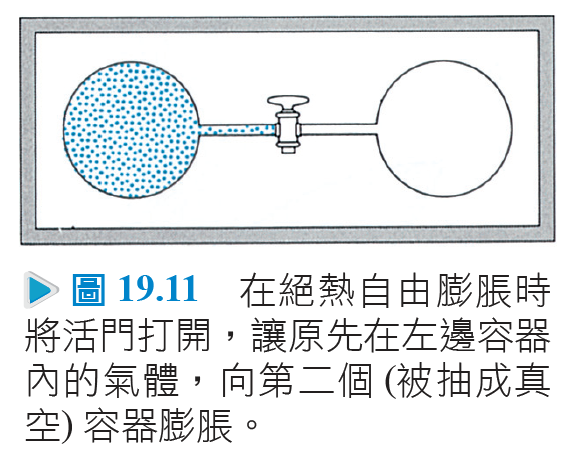 圖 19.11 在絕熱自由膨脹時
將活門打開，讓原先在左邊容器
內的氣體，向第二個 (被抽成真
空) 容器膨脹。